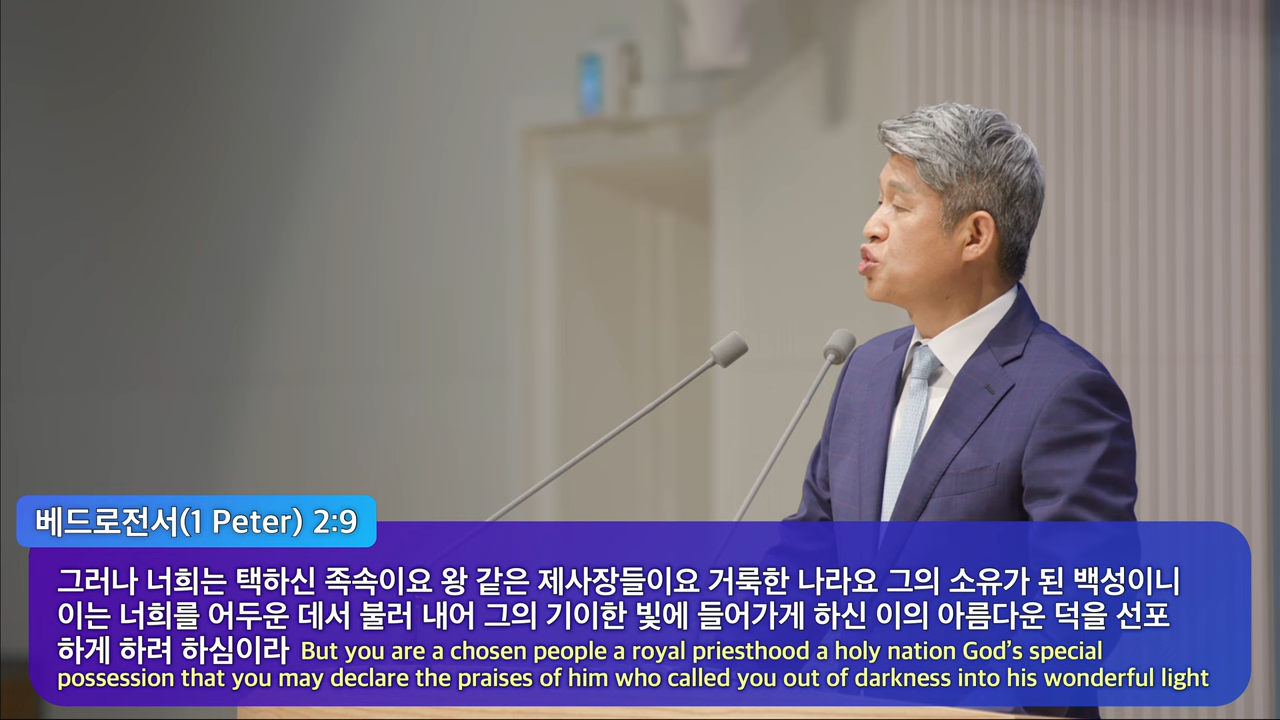 베드로전서(1 Peter) 2:9
그러나 너희는 택하신 족속이요 왕 같은 제사장들이요 거룩한 나라요 그의 소유가 된 백성이니
이는 너희를 어두운 데서 불러 내어 그의 기이한 빛에 들어가게 하신 이의 아름다운 덕을 선포
하게 하려 하심이라 But you are a chosen people a royal priesthood a holy nation God's special
possession that you may declare the praises of him who called you out of darkness into his wonderful light